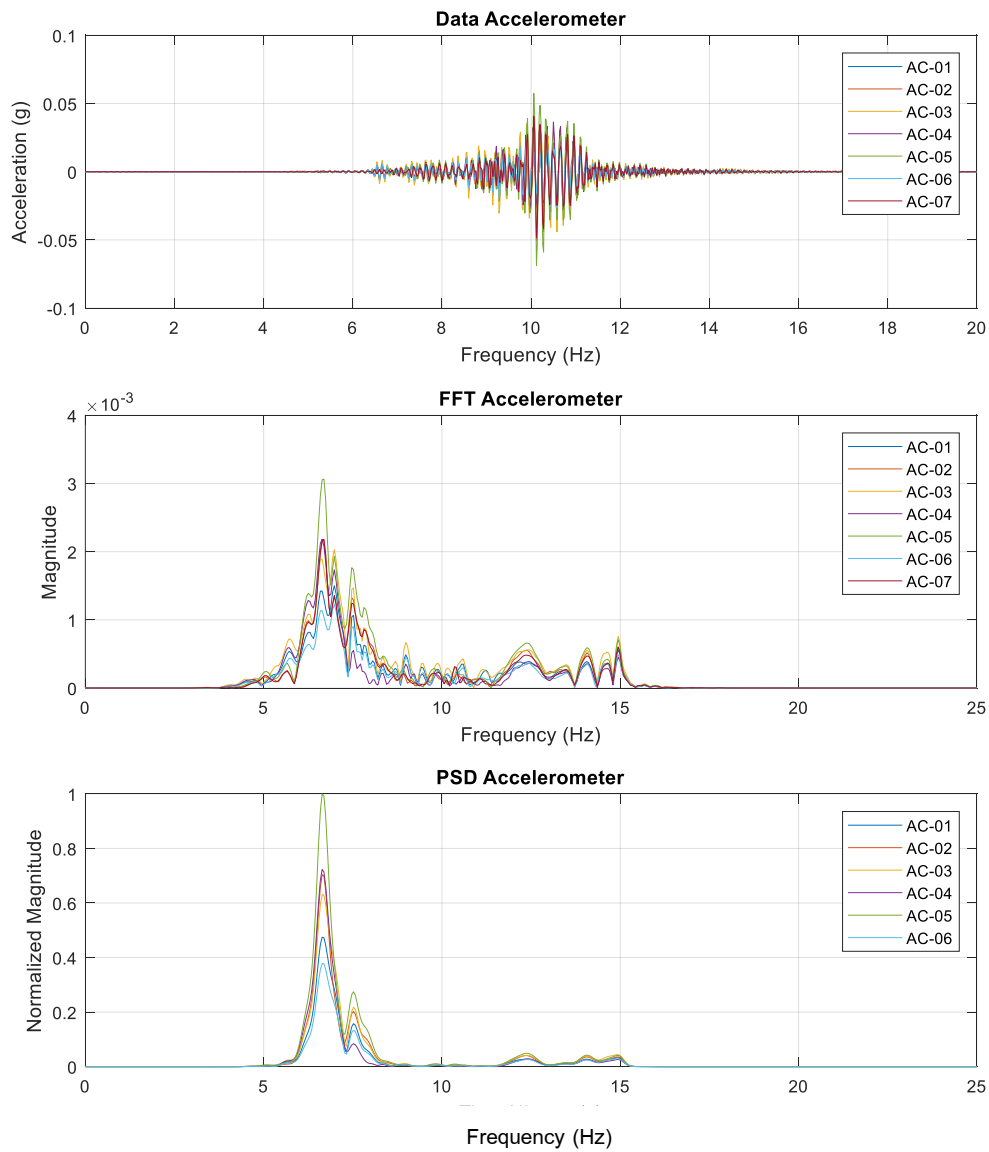 Data Accelerometer
0.1
0.05
0
-0.05
-0.1
Acceleration (g)
AC-01
AC-02
AC-03
AC-04
AC-05
AC-06
AC-07
0 2 4 6 8 10 12 14 16 18 20
Frequency (Hz)
FFT Accelerometer
×10-3
4
3
2
1
0
Magnitude
AC-01
AC-02
AC-03
AC-04
AC-05
AC-06
AC-07
0 5 10 15 20 25
Frequency (Hz)
PSD Accelerometer
1
0.8
0.6
0.4
0.2
0
Normalized Magnitude
AC-01
AC-02
AC-03
AC-04
AC-05
AC-06
0 5 10 15 20 25
Frequency (Hz)